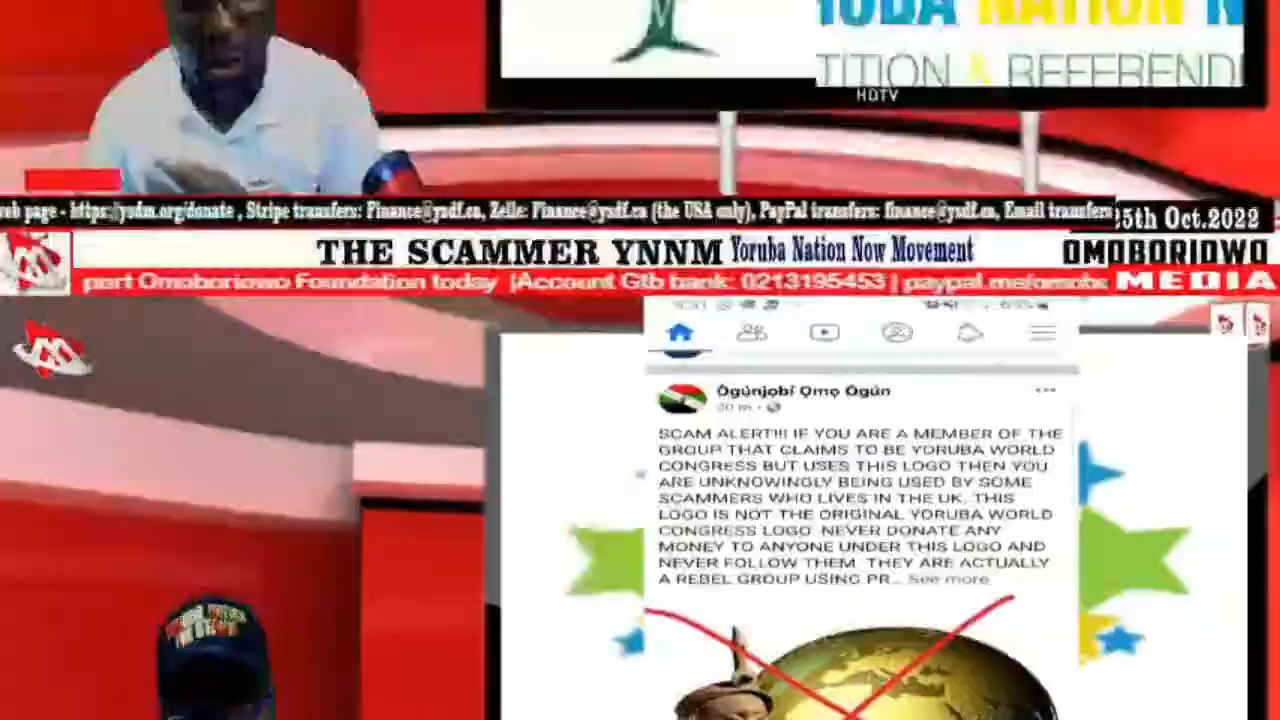 NATION N
TITION & REFEREND
HDTV
web page - https://ysdm.org/donate , Stripe transfers: Finance@ysdf.ca, Zelle: Finance@ysdf.ca (the USA only), PayPal transfers: finance@ysdf.ca, Email transfers
25th Oct.2022
THE SCAMMER YNNM Yoruba Nation Now Movement
OMOBORIOWO
port Omoboriowo Foundation today |Account Gtb bank: 0213195453 | paypal.me/omobo
MEDIA
Ògúnjọbí Ọmọ Ògún
20 m
SCAM ALERT!!! IF YOU ARE A MEMBER OF THE
GROUP THAT CLAIMS TO BE YORUBA WORLD
CONGRESS BUT USES THIS LOGO THEN YOU
ARE UNKNOWINGLY BEING USED BY SOME
SCAMMERS WHO LIVES IN THE UK. THIS
LOGO IS NOT THE ORIGINAL YORUBA WORLD
CONGRESS LOGO. NEVER DONATE ANY
MONEY TO ANYONE UNDER THIS LOGO AND
NEVER FOLLOW THEM. THEY ARE ACTUALLY
A REBEL GROUP USING PR... See more